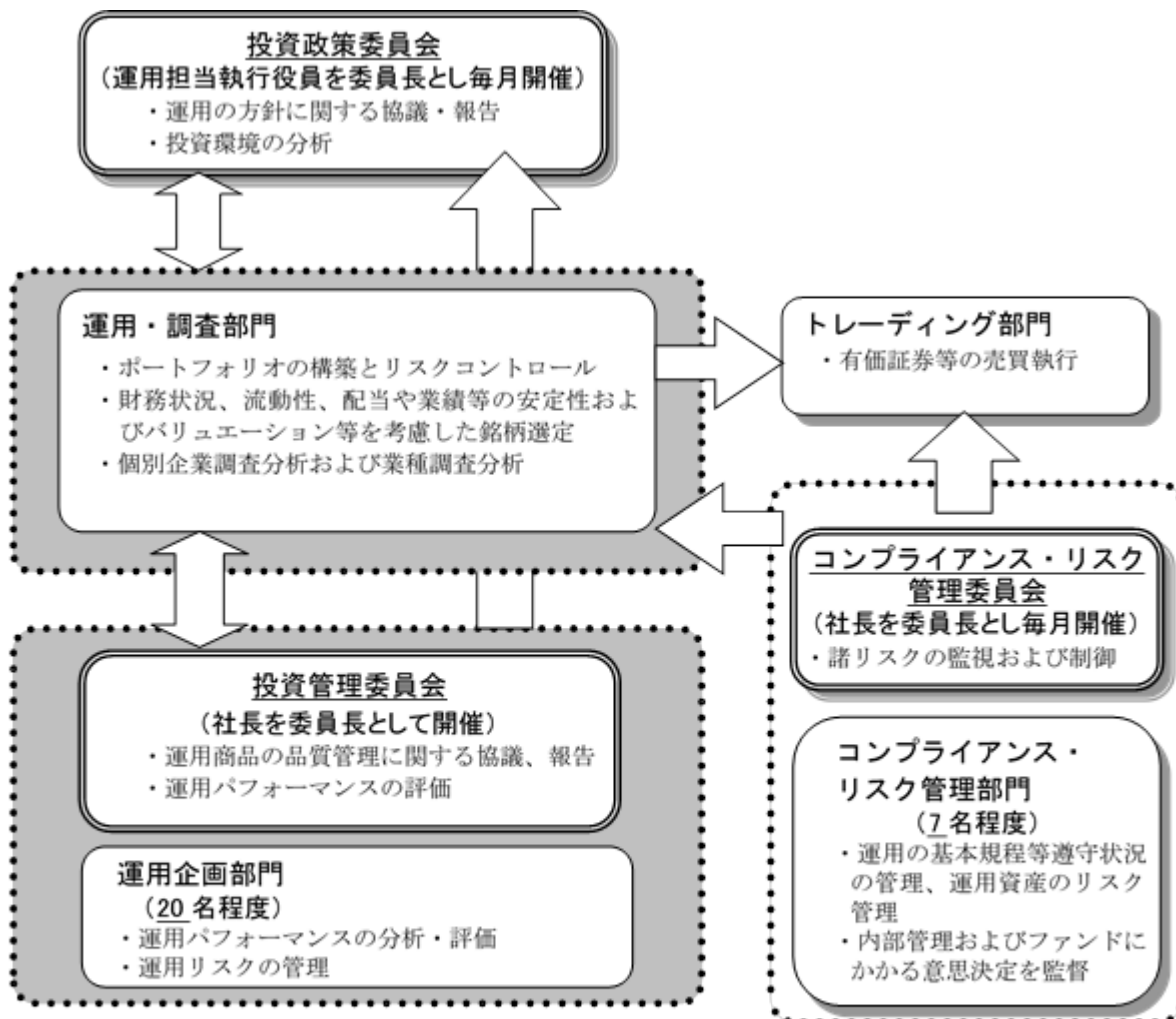 投資政策委員会
（運用担当執行役員を委員長とし毎月開催）
・運用の方針に関する協議・報告
・投資環境の分析
運用・調査部門
・ポートフォリオの構築とリスクコントロール
・財務状況、流動性、配当や業績等の安定性およ
びバリュエーション等を考慮した銘柄選定
・個別企業調査分析および業種調査分析
トレーディング部門
・有価証券等の売買執行
コンプライアンス・リスク
管理委員会
（社長を委員長とし毎月開催）
・諸リスクの監視および制御
投資管理委員会
（社長を委員長として開催）
・運用商品の品質管理に関する協議、報告
・運用パフォーマンスの評価
運用企画部門
（20 名程度）
・運用パフォーマンスの分析・評価
・運用リスクの管理
コンプライアンス・
リスク管理部門
（7 名程度）
・運用の基本規程等遵守状況
の管理、運用資産のリスク
管理
・内部管理およびファンドに
かかる意思決定を監督